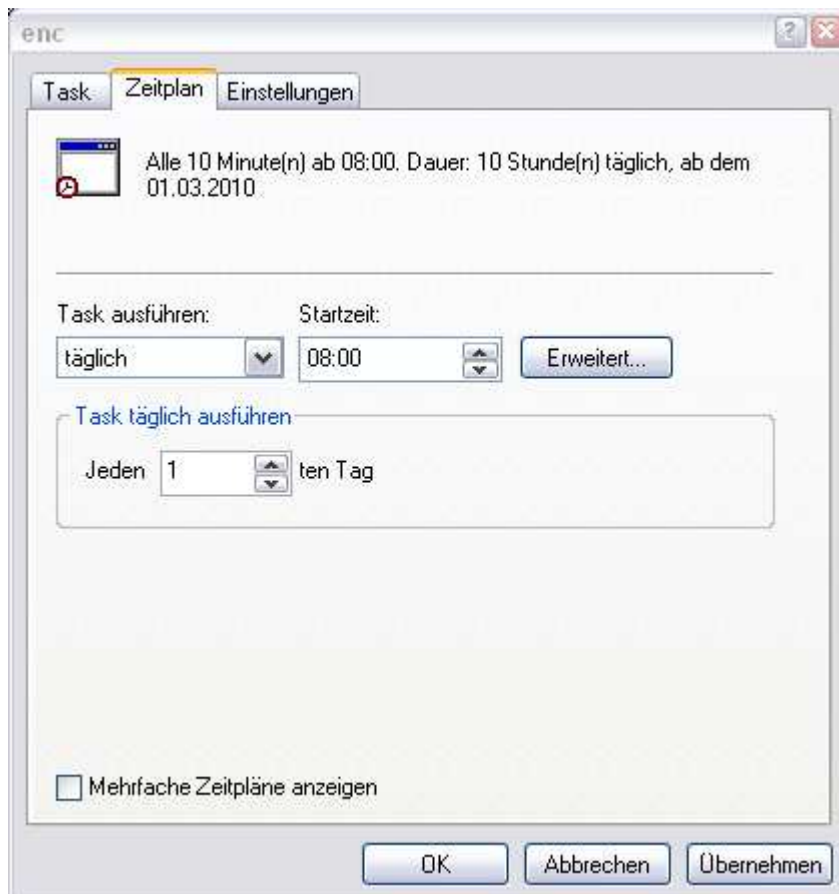 enc
Task Zeitplan Einstellungen
Alle 10 Minute(n) ab 08:00. Dauer: 10 Stunde(n) täglich, ab dem
01.03.2010
Task ausführen: Startzeit:
täglich 08:00 Erweitert...
Task täglich ausführen
Jeden 1 ten Tag
Mehrfache Zeitpläne anzeigen
OK Abbrechen Übernehmen